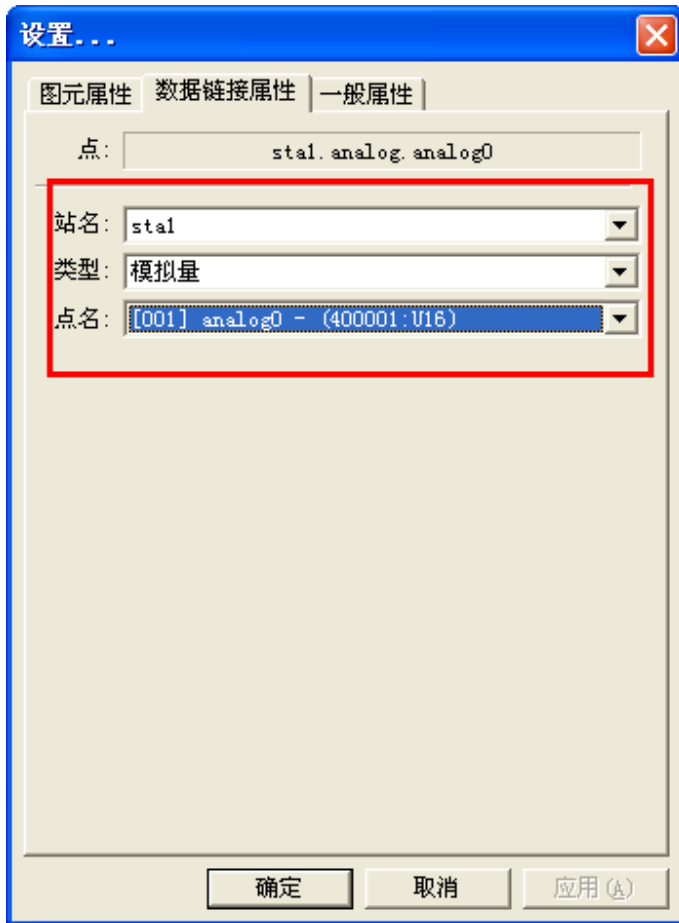 设置...
图元属性 数据链接属性 一般属性
点: sta1.analog.analog0
站名: sta1
类型: 模拟量
点名: [001] analog0 - (400001:U16)
确定 取消 应用(A)